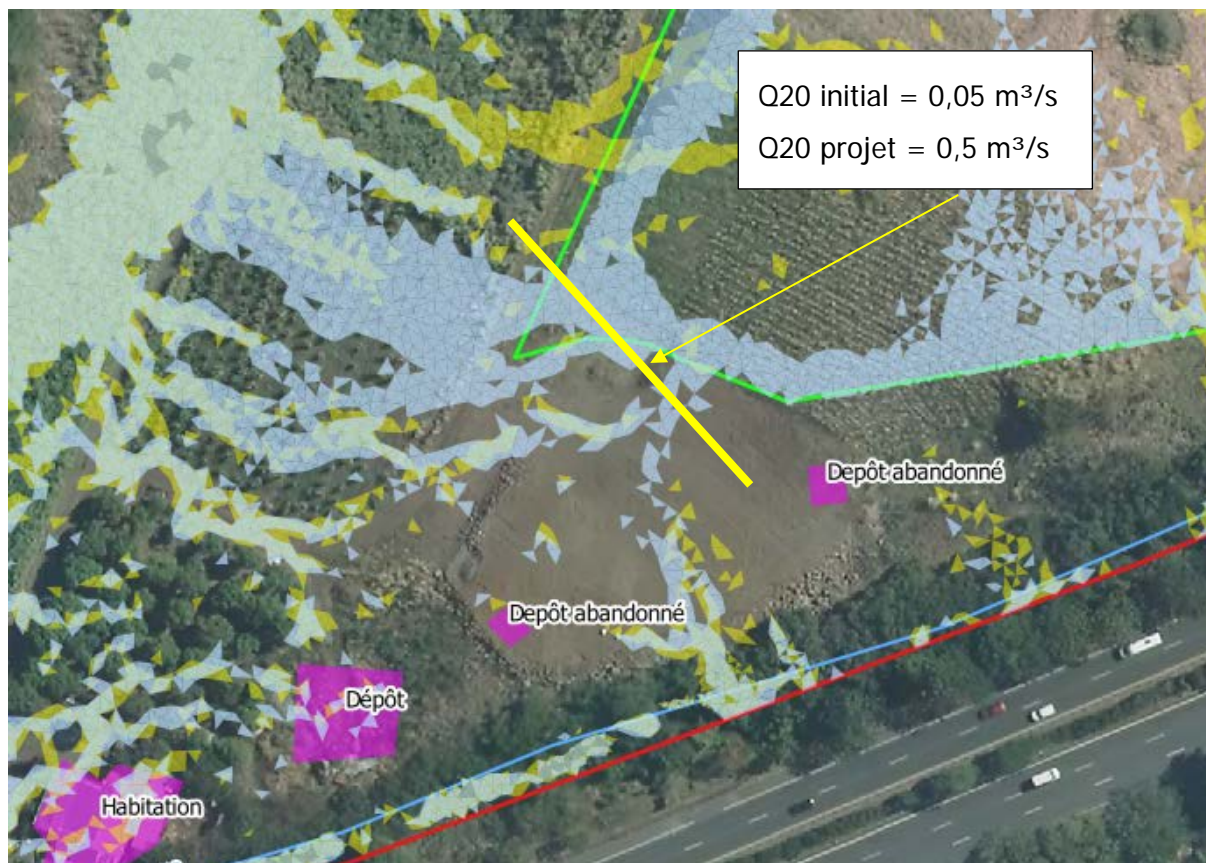 Q20 initial = 0,05 m³/s
Q20 projet = 0,5 m³/s
Depôt abandonné
Depôt abandonné
Dépôt
Habitation